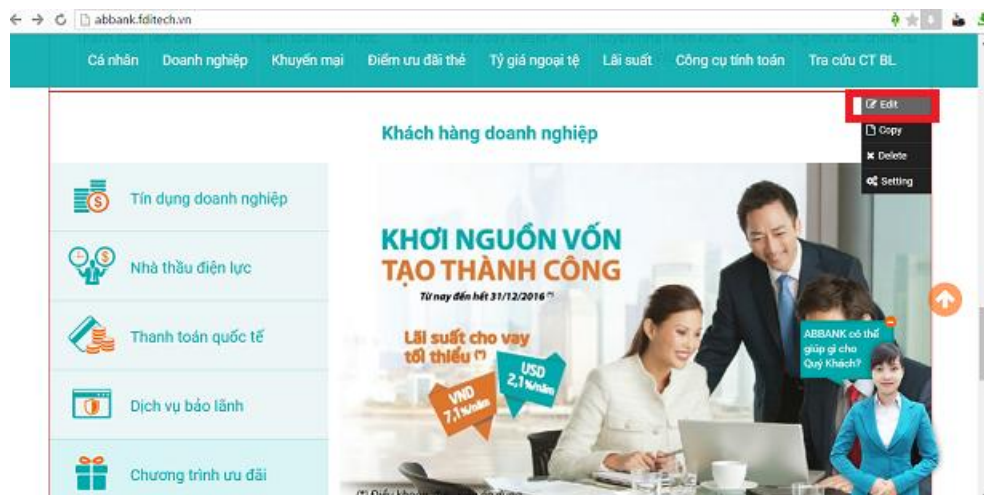 abbank.fditech.vn
Cá nhân Doanh nghiệp Khuyến mại Điểm ưu đãi thẻ Tỷ giá ngoại tệ Lãi suất Công cụ tính toán Tra cứu CT BL
Edit
Copy
Delete
Setting
Khách hàng doanh nghiệp
Tín dụng doanh nghiệp
Nhà thầu điện lực
Thanh toán quốc tế
Dịch vụ bảo lãnh
Chương trình ưu đãi
KHƠI NGUỒN VỐN
TẠO THÀNH CÔNG
Từ nay đến hết 31/12/2016 (*)
Lãi suất cho vay
tối thiểu (*)
USD
2,1%/năm
VND
7,1%/năm
ABBANK có thể
giúp gì cho
Quý Khách?